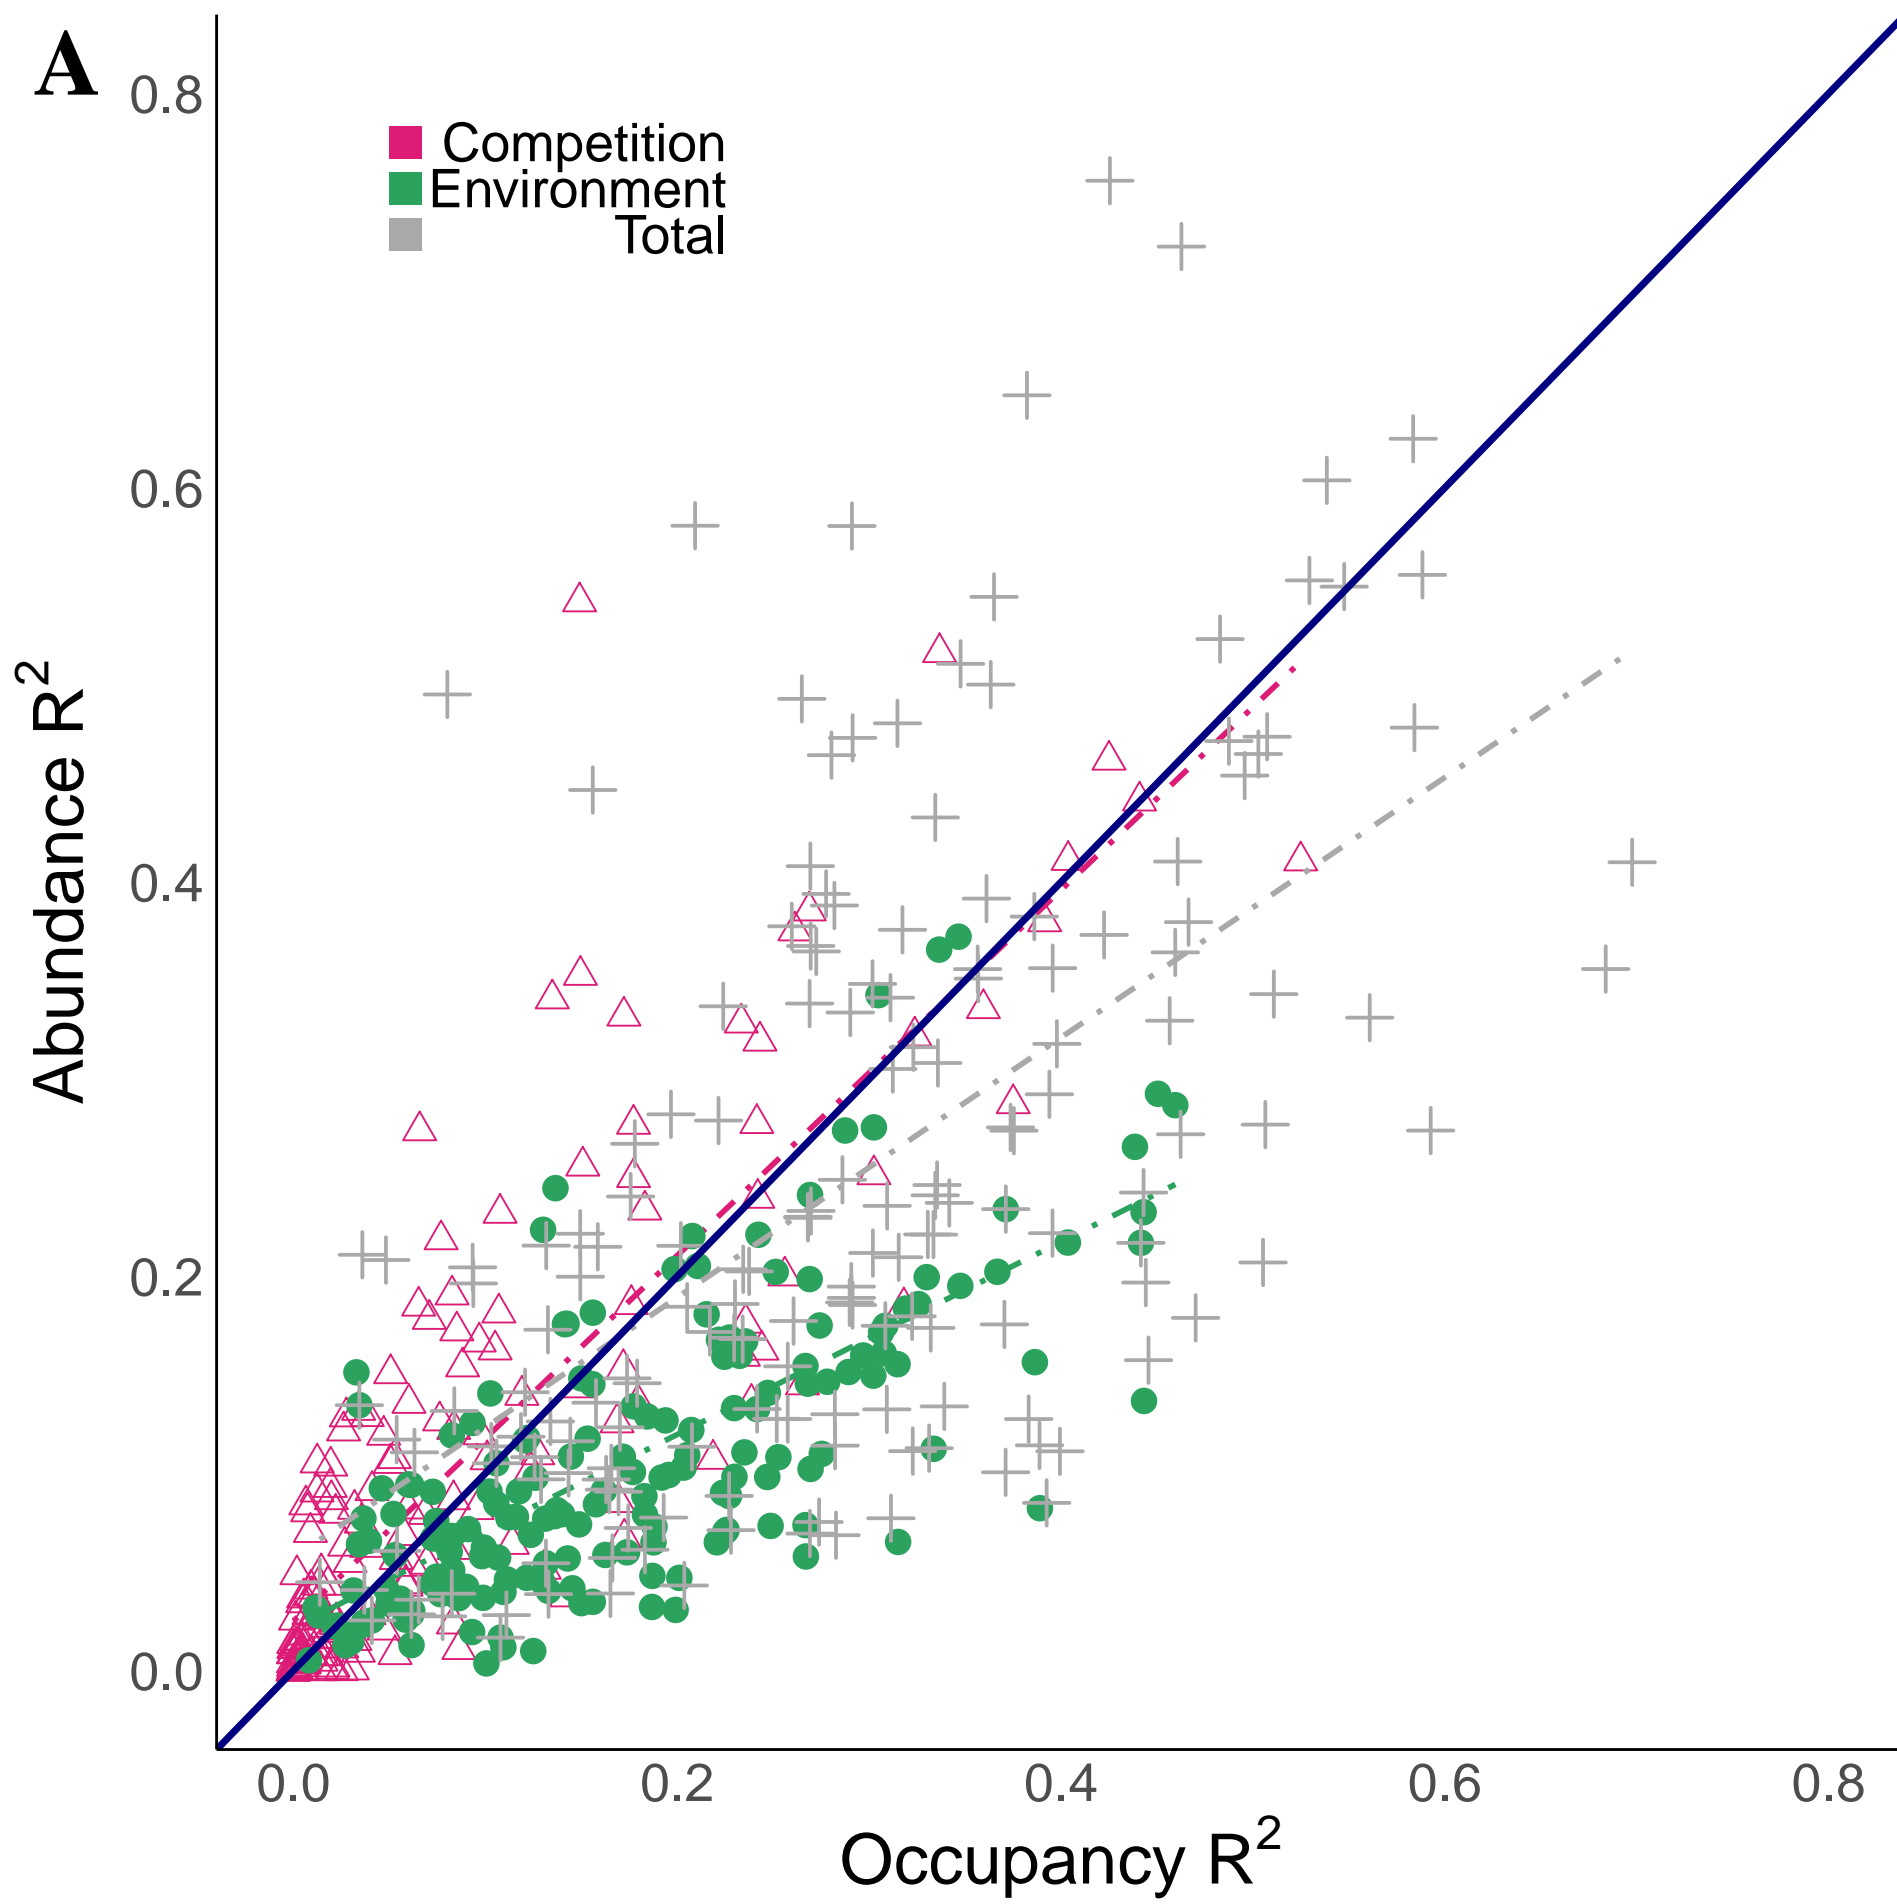 A
Competition
Environment
Total
0.8
0.6
0.4
0.2
0.0
Abundance R²
0.0 0.2 0.4 0.6 0.8
Occupancy R²